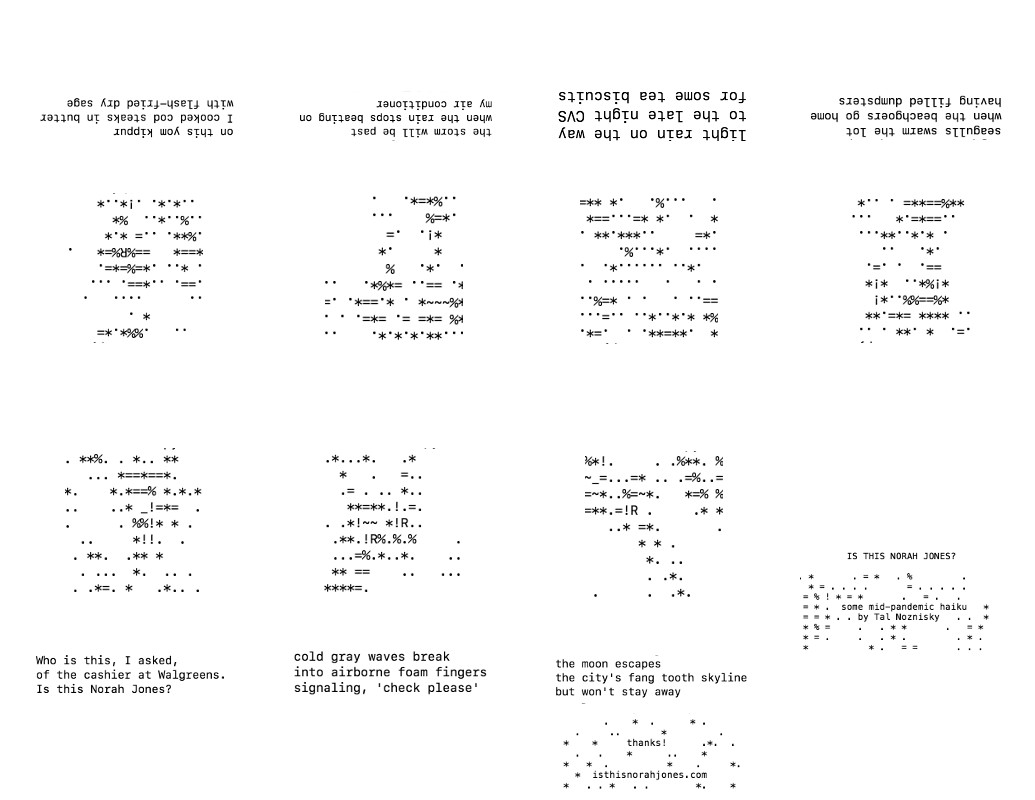 on this yom kippur
I cooked cod steaks in butter
with flash-fried dry sage
the storm will be past
when the rain stops beating on
my air conditioner
light rain on the way
to the late night CVS
for some tea biscuits
seagulls swarm the lot
when the beachgoers go home
having filled dumpsters
Who is this, I asked,
of the cashier at Walgreens.
Is this Norah Jones?
cold gray waves break
into airborne foam fingers
signaling, 'check please'
the moon escapes
the city's fang tooth skyline
but won't stay away
thanks!
isthisnorahjones.com
IS THIS NORAH JONES?
some mid-pandemic haiku
by Tal Noznisky